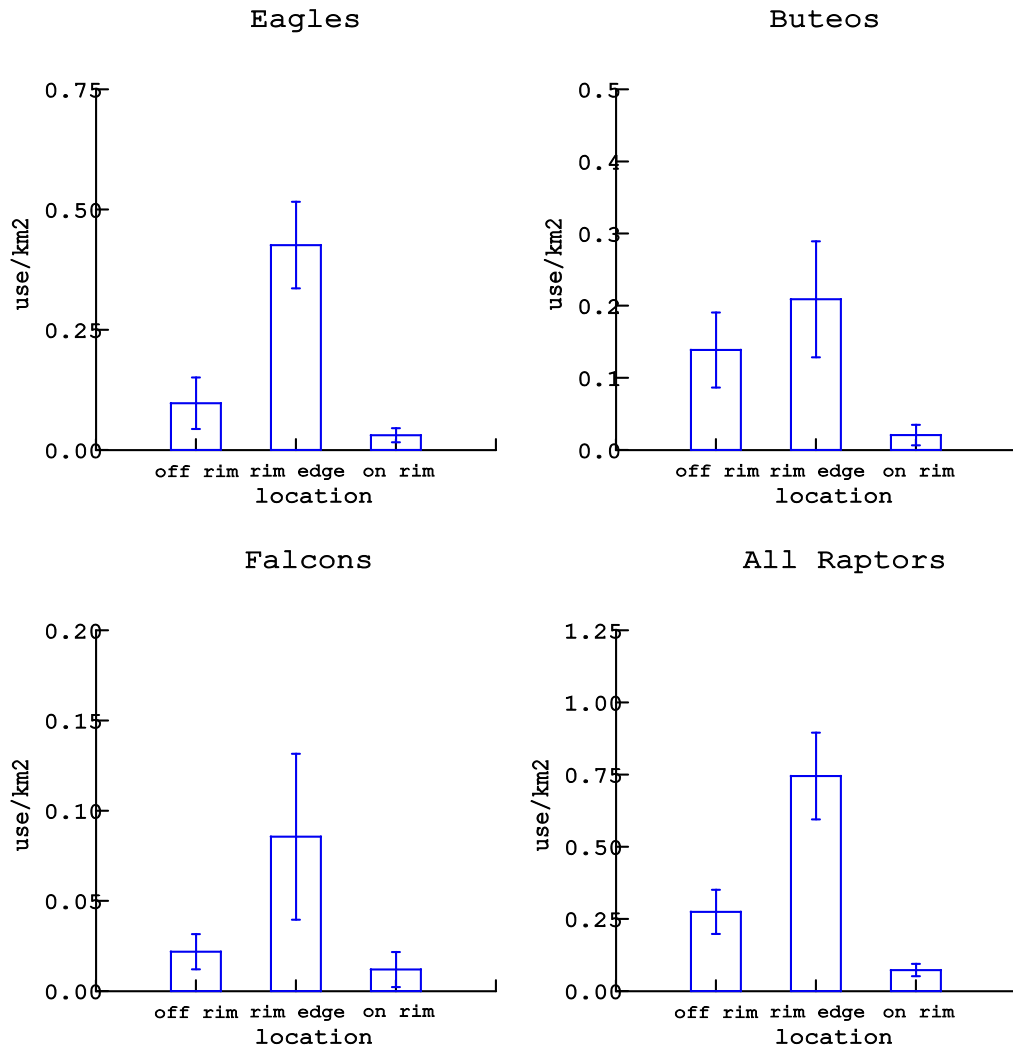 Eagles
0.75
0.50
0.25
0.00
use/km2
off rim rim edge on rim
location
Buteos
0.5
0.4
0.3
0.2
0.1
0.0
use/km2
off rim rim edge on rim
location
Falcons
0.20
0.15
0.10
0.05
0.00
use/km2
off rim rim edge on rim
location
All Raptors
1.25
1.00
0.75
0.50
0.25
0.00
use/km2
off rim rim edge on rim
location